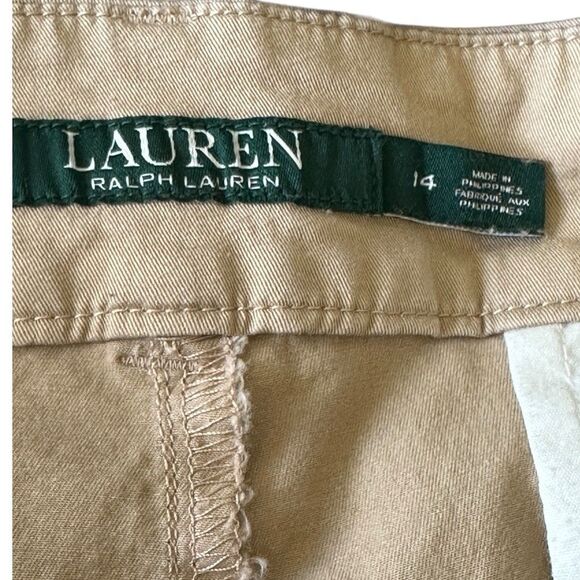 LAUREN
RALPH LAUREN
14
MADE IN
PHILIPPINES
FABRIQUÉ AUX
PHILIPPINES